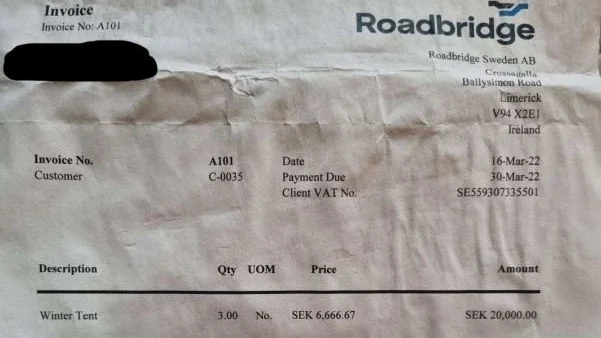 Invoice
Invoice No: A101
Roadbridge
Roadbridge Sweden AB
Crossagalla
Ballysimon Road
Limerick
V94 X2E1
Ireland
Invoice No. A101 Date 16-Mar-22
Customer C-0035 Payment Due 30-Mar-22
Client VAT No. SE559307335501
Description Qty UOM Price Amount
Winter Tent 3.00 No. SEK 6,666.67 SEK 20,000.00